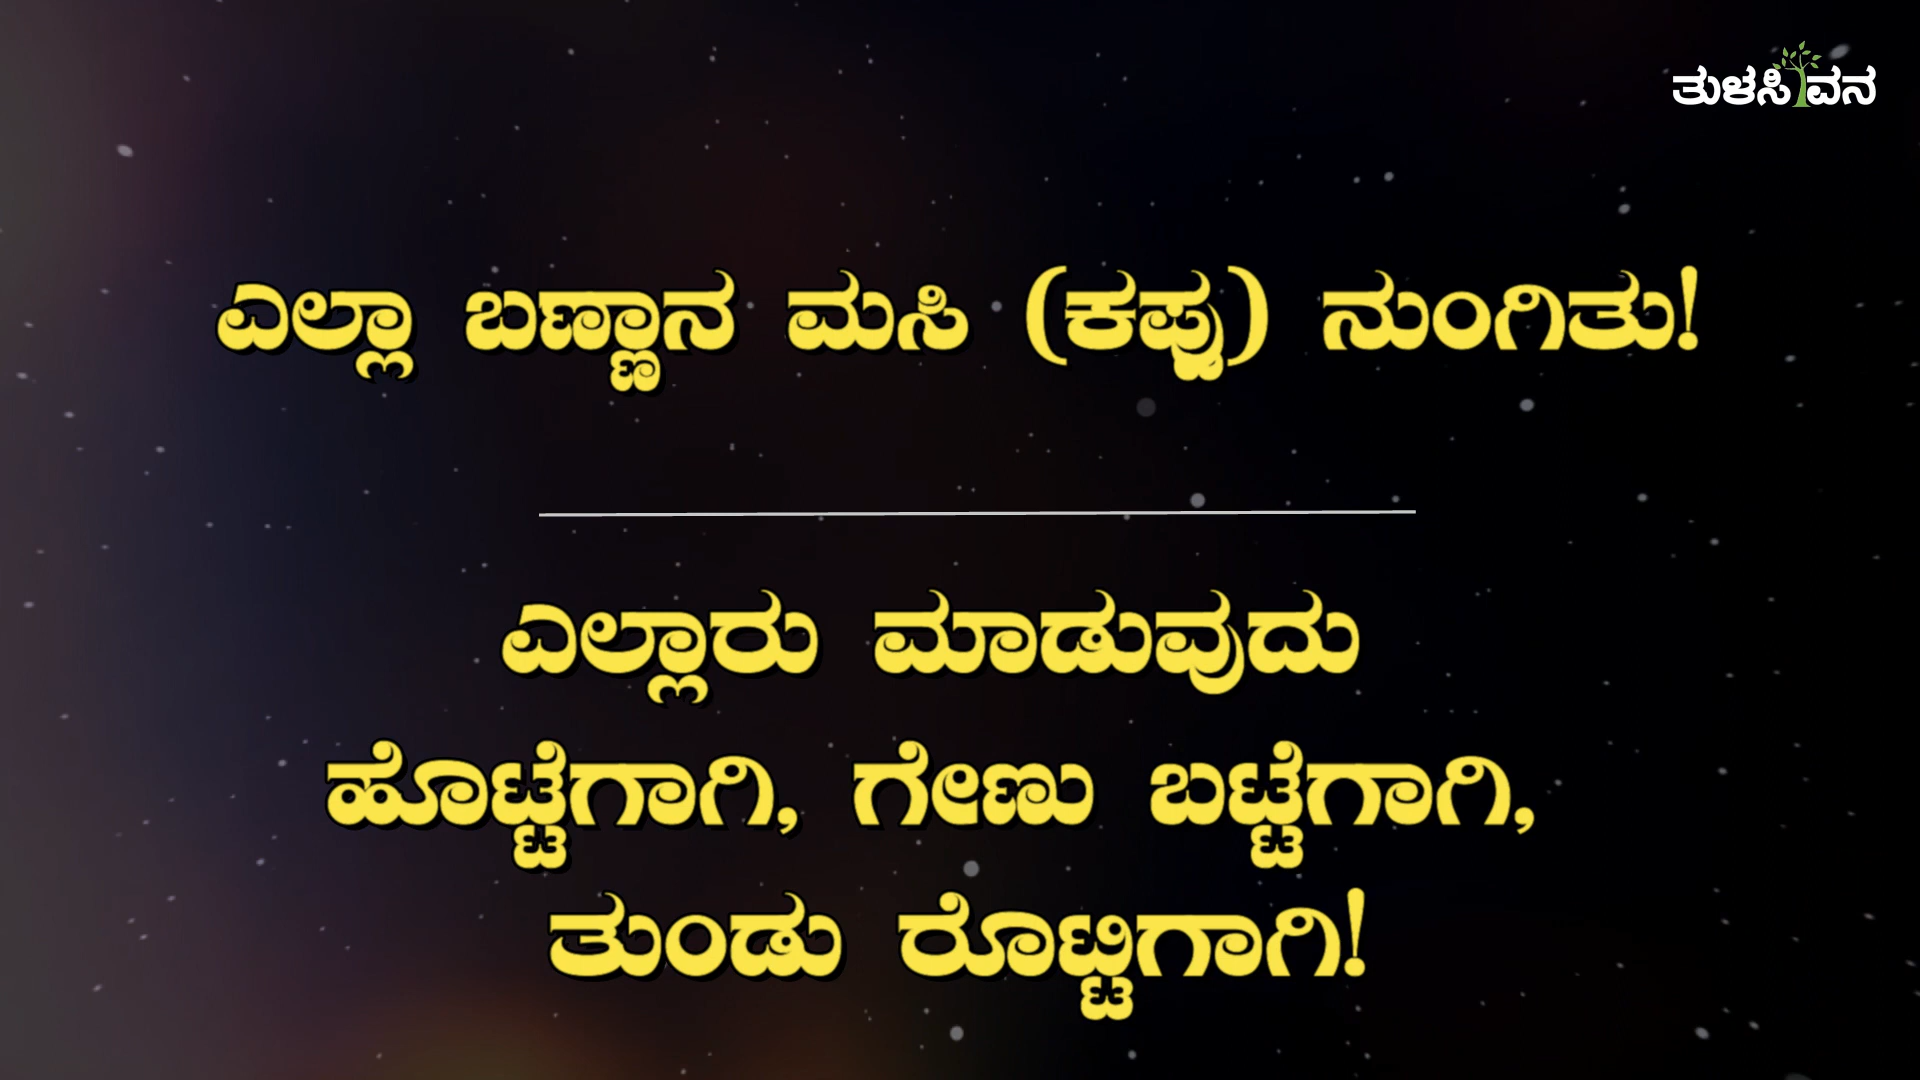 ತುಳಸಿವನ
ಎಲ್ಲಾ ಬಣ್ಣಾನ ಮಸಿ (ಕಪ್ಪು) ನುಂಗಿತು!
ಎಲ್ಲಾರು ಮಾಡುವುದು
ಹೊಟ್ಟೆಗಾಗಿ, ಗೇಣು ಬಟ್ಟೆಗಾಗಿ,
ತುಂಡು ರೊಟ್ಟಿಗಾಗಿ!